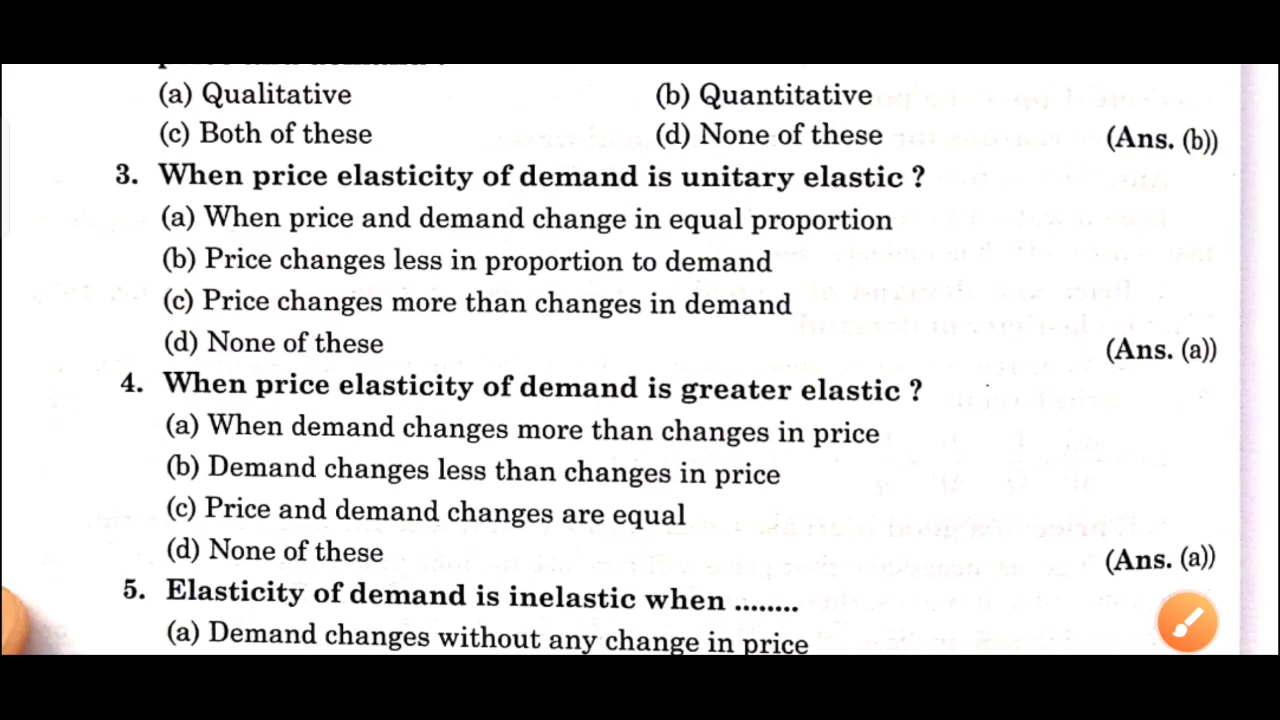 (a) Qualitative (b) Quantitative
(c) Both of these (d) None of these (Ans. (b))
3. When price elasticity of demand is unitary elastic ?
(a) When price and demand change in equal proportion
(b) Price changes less in proportion to demand
(c) Price changes more than changes in demand
(d) None of these (Ans. (a))
4. When price elasticity of demand is greater elastic ?
(a) When demand changes more than changes in price
(b) Demand changes less than changes in price
(c) Price and demand changes are equal
(d) None of these (Ans. (a))
5. Elasticity of demand is inelastic when ........
(a) Demand changes without any change in price